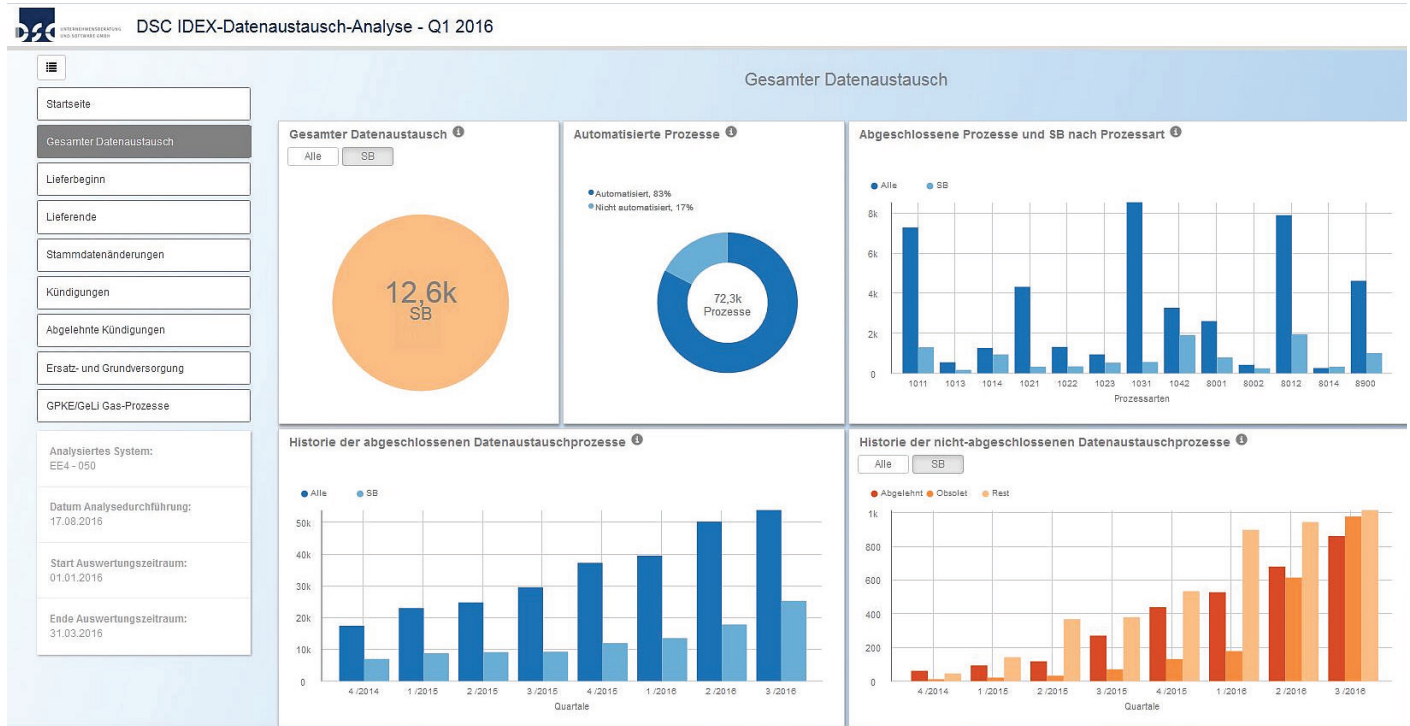 DSC
UNTERNEHMENSBERATUNG
UND SOFTWARE GMBH
DSC IDEX-Datenaustausch-Analyse - Q1 2016
Startseite
Gesamter Datenaustausch
Lieferbeginn
Lieferende
Stammdatenänderungen
Kündigungen
Abgelehnte Kündigungen
Ersatz- und Grundversorgung
GPKE/GeLi Gas-Prozesse
Analysiertes System:
EE4 - 050
Datum Analysedurchführung:
17.08.2016
Start Auswertungszeitraum:
01.01.2016
Ende Auswertungszeitraum:
31.03.2016
Gesamter Datenaustausch
Gesamter Datenaustausch
Alle SB
12,6k
SB
Automatisierte Prozesse
Automatisiert, 83%
Nicht automatisiert, 17%
72,3k
Prozesse
Abgeschlossene Prozesse und SB nach Prozessart
Alle SB
8k
6k
4k
2k
0
1011 1013 1014 1021 1022 1023 1031 1042 8001 8002 8012 8014 8900
Prozessarten
Historie der abgeschlossenen Datenaustauschprozesse
Alle SB
50k
40k
30k
20k
10k
0
4 /2014 1 /2015 2 /2015 3 /2015 4 /2015 1 /2016 2 /2016 3 /2016
Quartale
Historie der nicht-abgeschlossenen Datenaustauschprozesse
Alle SB
Abgelehnt Obsolet Rest
1k
800
600
400
200
0
4 /2014 1 /2015 2 /2015 3 /2015 4 /2015 1 /2016 2 /2016 3 /2016
Quartale